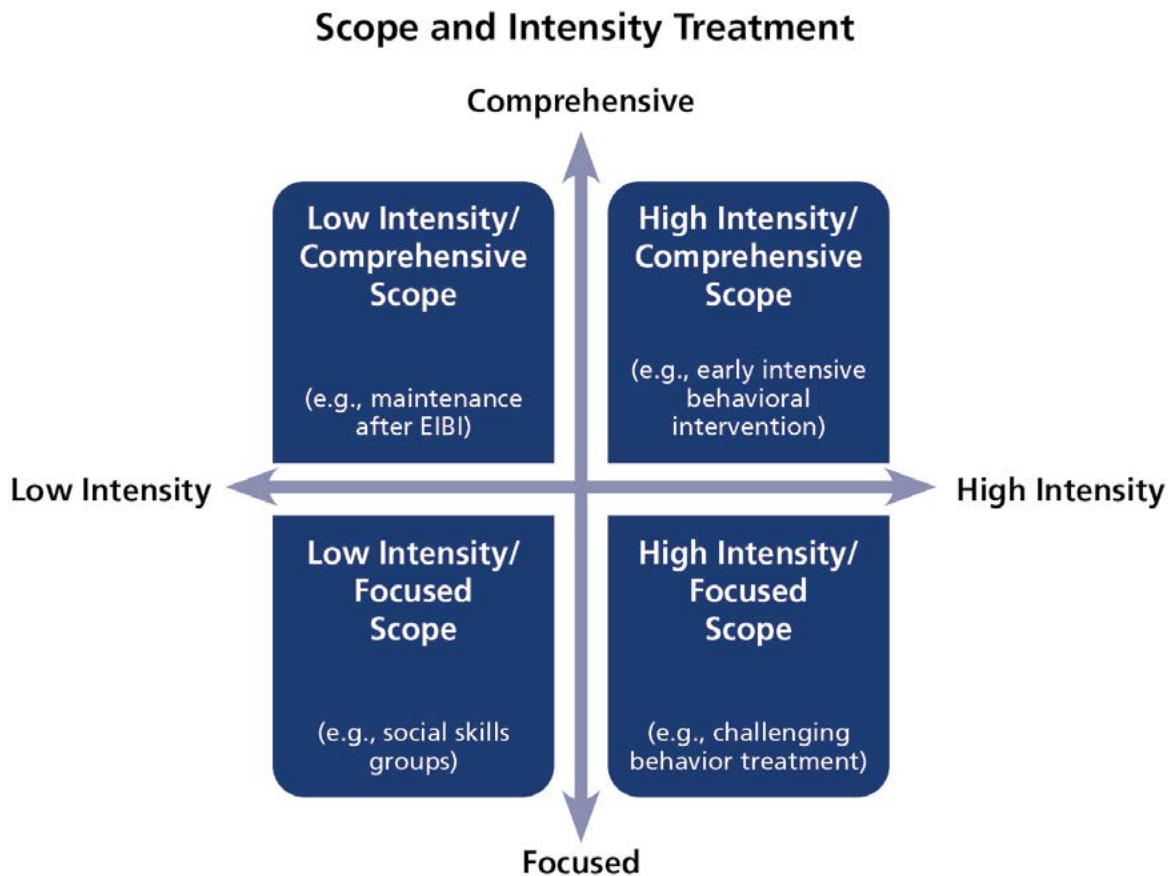 Scope and Intensity Treatment
Comprehensive
Low Intensity/
Comprehensive
Scope
(e.g., maintenance
after EIBI)
High Intensity/
Comprehensive
Scope
(e.g., early intensive
behavioral
intervention)
Low Intensity
High Intensity
Low Intensity/
Focused
Scope
(e.g., social skills
groups)
High Intensity/
Focused
Scope
(e.g., challenging
behavior treatment)
Focused